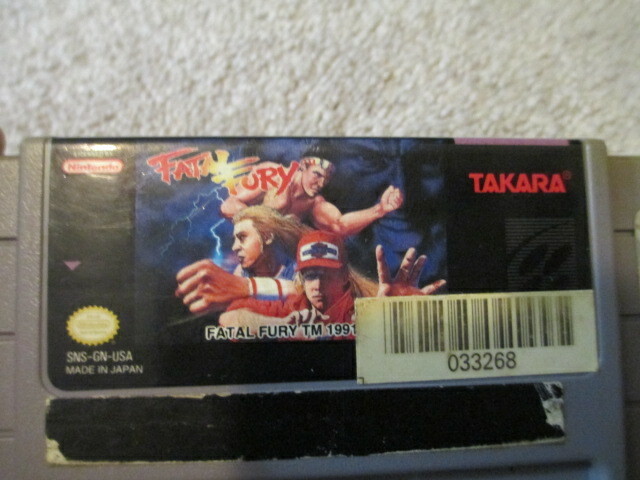 Nintendo
FATAL FURY
TAKARA®
FATAL FURY TM 1991
033268
SNS-GN-USA
MADE IN JAPAN